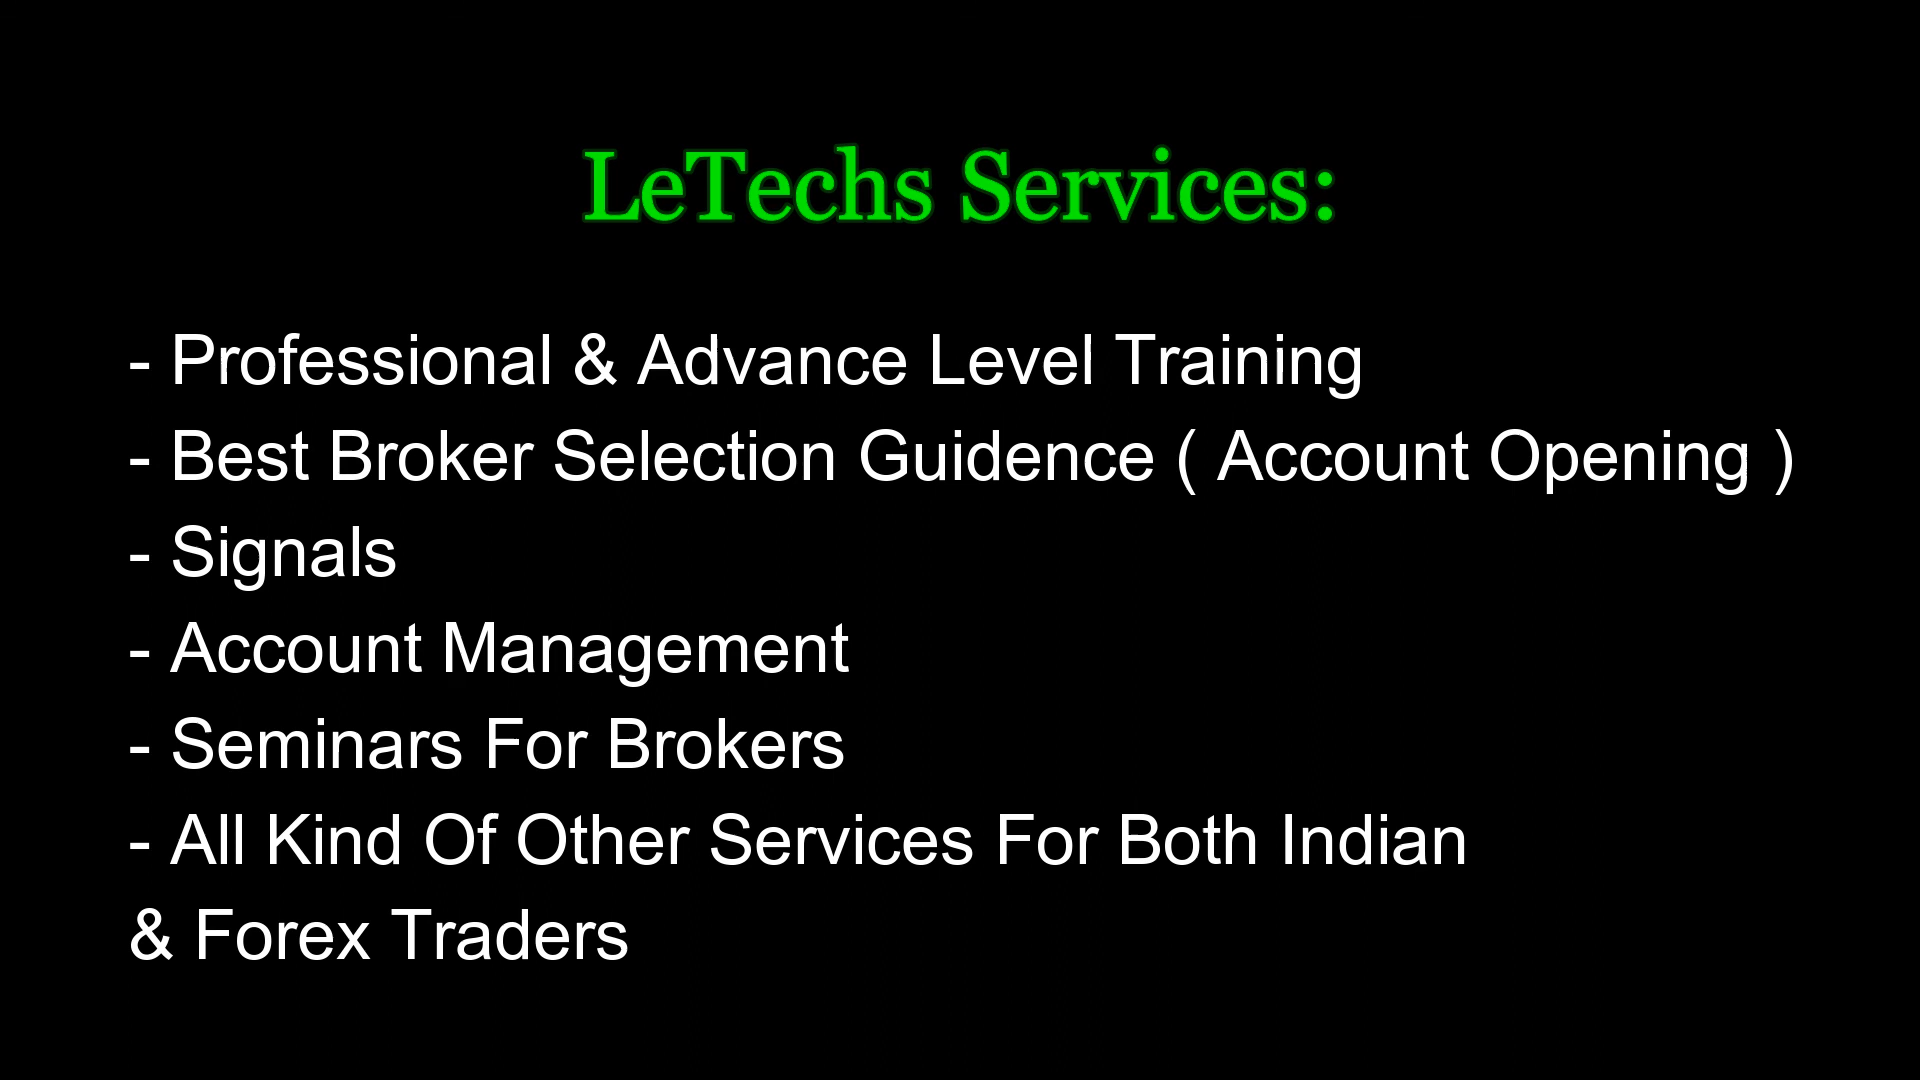 LeTechs Services:
- Professional & Advance Level Training
- Best Broker Selection Guidence ( Account Opening )
- Signals
- Account Management
- Seminars For Brokers
- All Kind Of Other Services For Both Indian
& Forex Traders